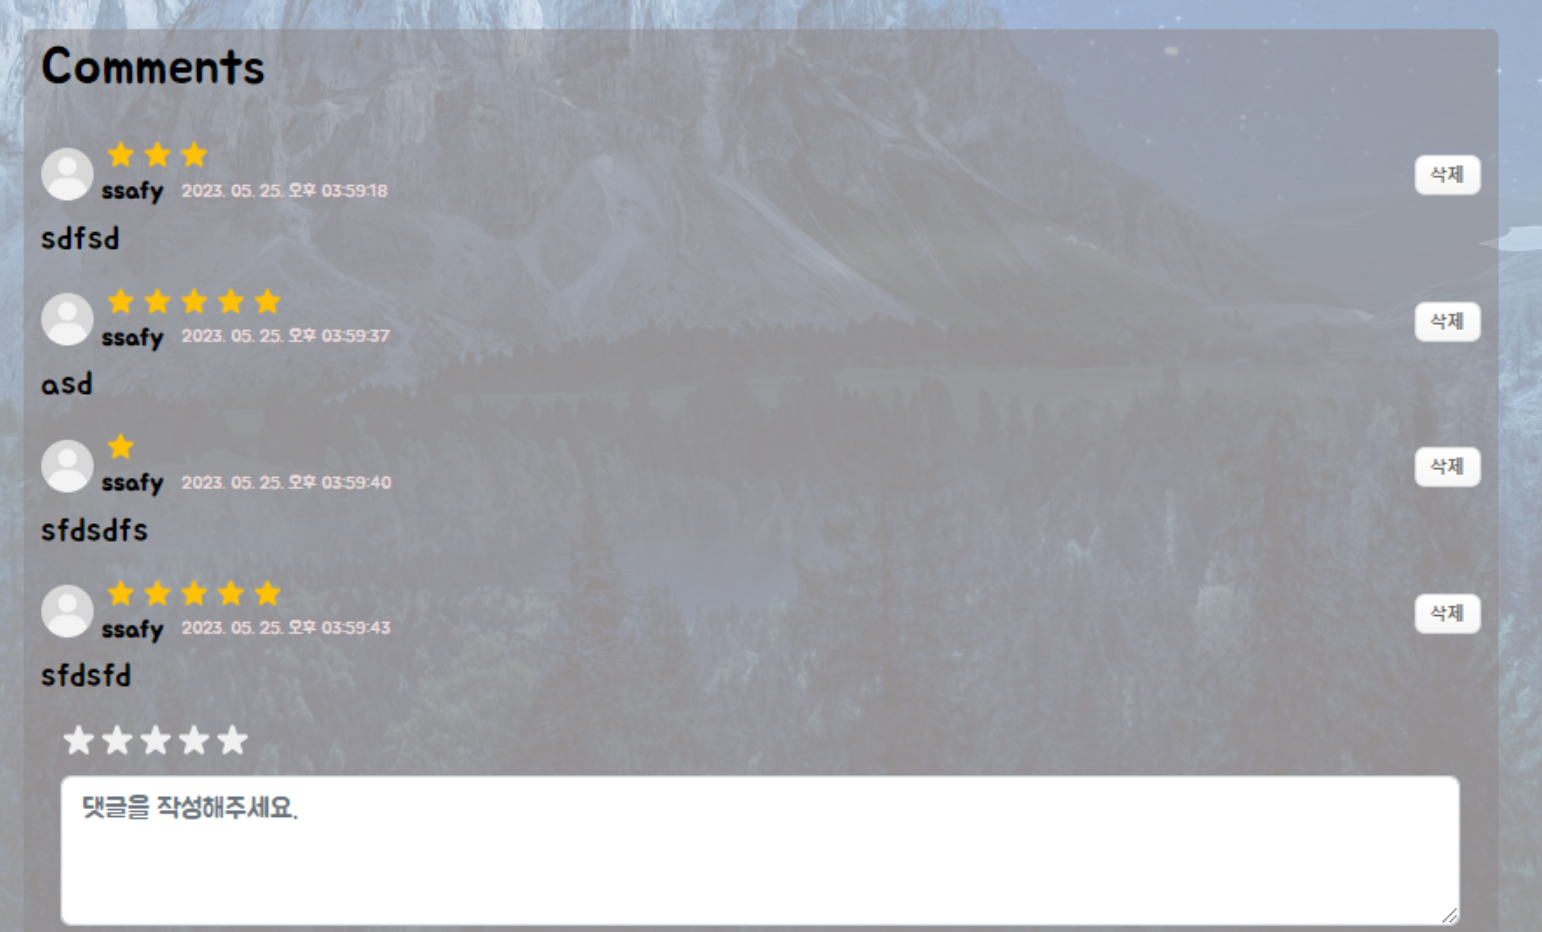 Comments
ssafy 2023. 05. 25. 오후 03:59:18
삭제
sdfsd
ssafy 2023. 05. 25. 오후 03:59:37
삭제
asd
ssafy 2023. 05. 25. 오후 03:59:40
삭제
sfdsdfs
ssafy 2023. 05. 25. 오후 03:59:43
삭제
sfdsfd
댓글을 작성해주세요.